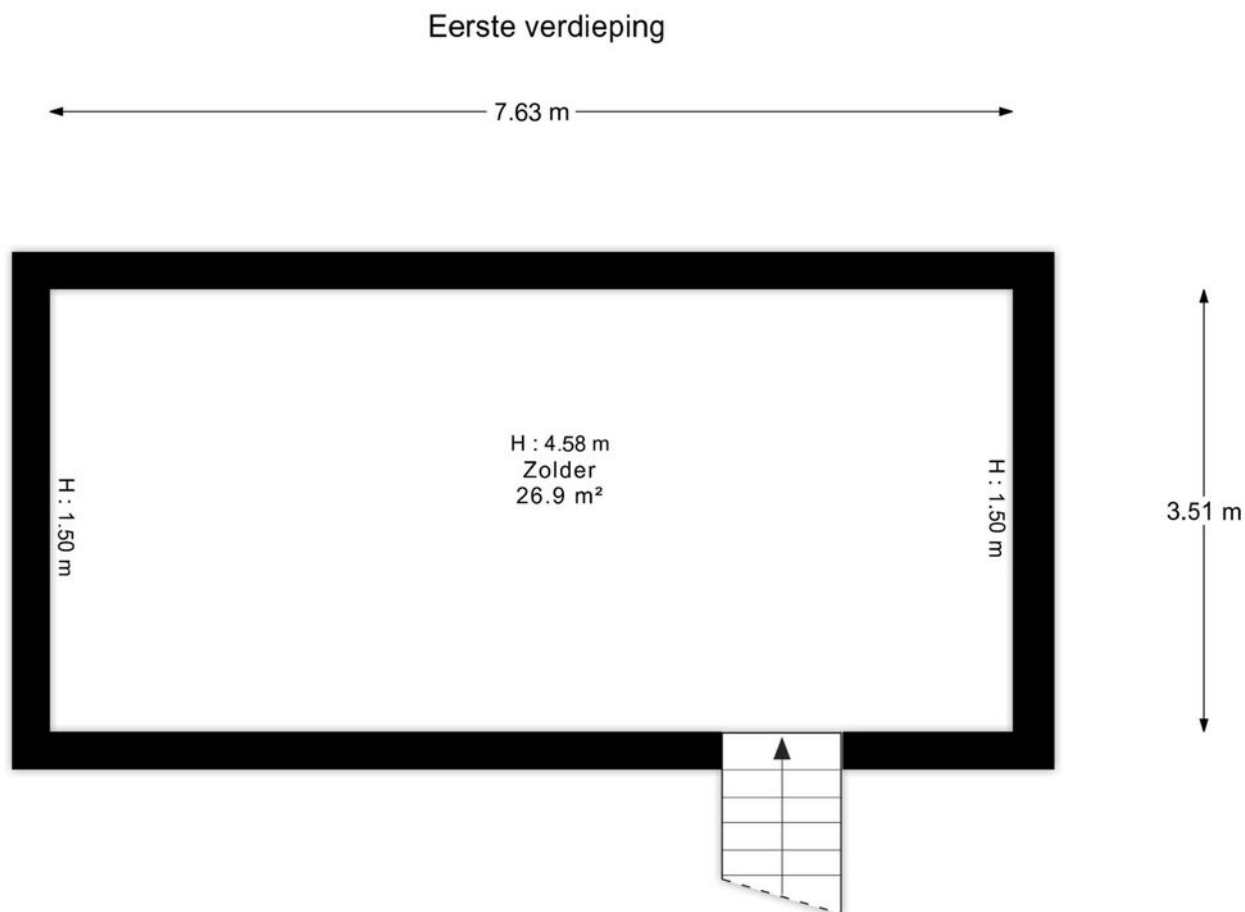 Eerste verdieping
7.63 m
H : 4.58 m
Zolder
26.9 m²
H : 1.50 m
H : 1.50 m
3.51 m